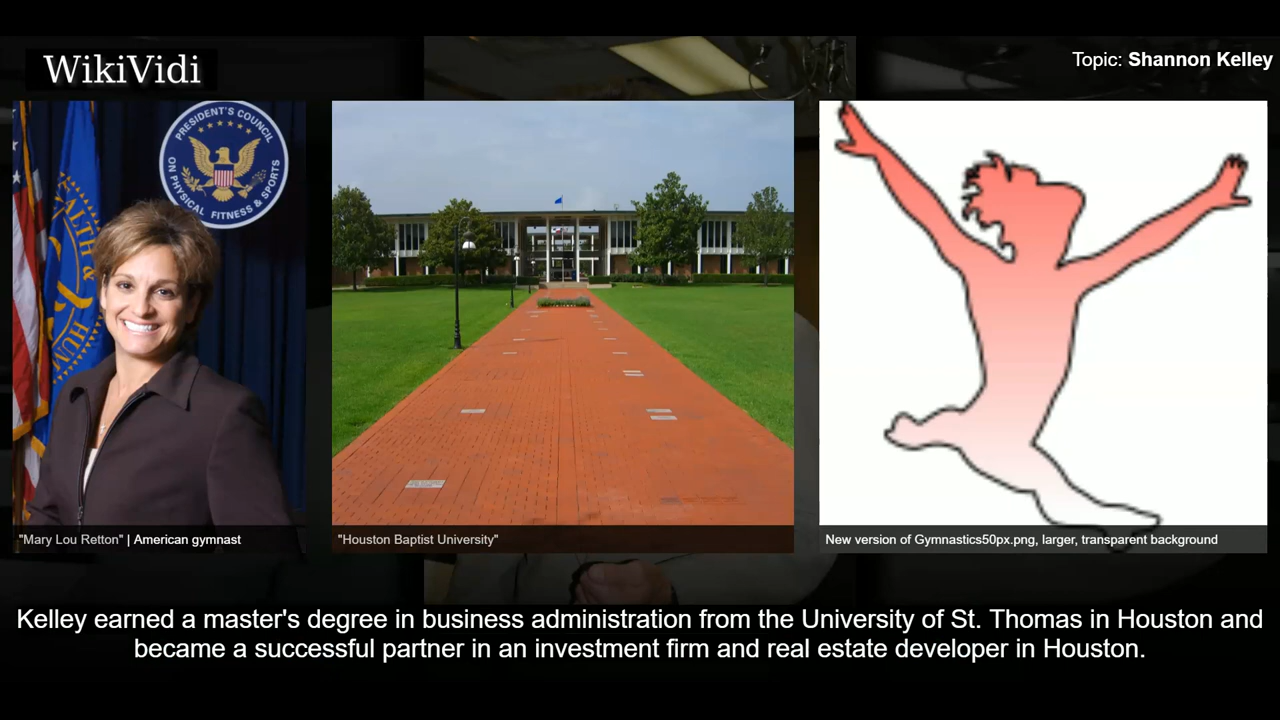 WikiVidi
Topic: Shannon Kelley
PRESIDENT'S COUNCIL
ON PHYSICAL FITNESS & SPORTS
EALTH &
HUM
"Mary Lou Retton" | American gymnast
"Houston Baptist University"
New version of Gymnastics50px.png, larger, transparent background
Kelley earned a master's degree in business administration from the University of St. Thomas in Houston and
became a successful partner in an investment firm and real estate developer in Houston.